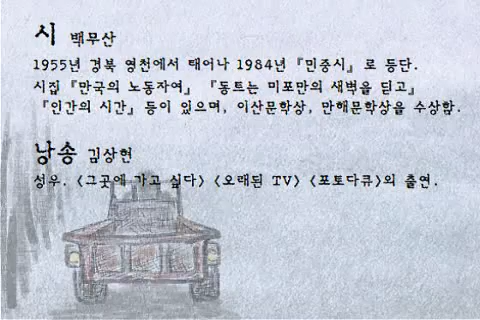 시 백무산
1955년 경북 영천에서 태어나 1984년 『민중시』 로 등단.
시집 『만국의 노동자여』 『동트는 미포만의 새벽을 딛고』
『인간의 시간』 등이 있으며, 이산문학상, 만해문학상을 수상함.
낭송 김상현
성우. <그곳에 가고 싶다> <오래된 TV> <포토다큐>의 출연.